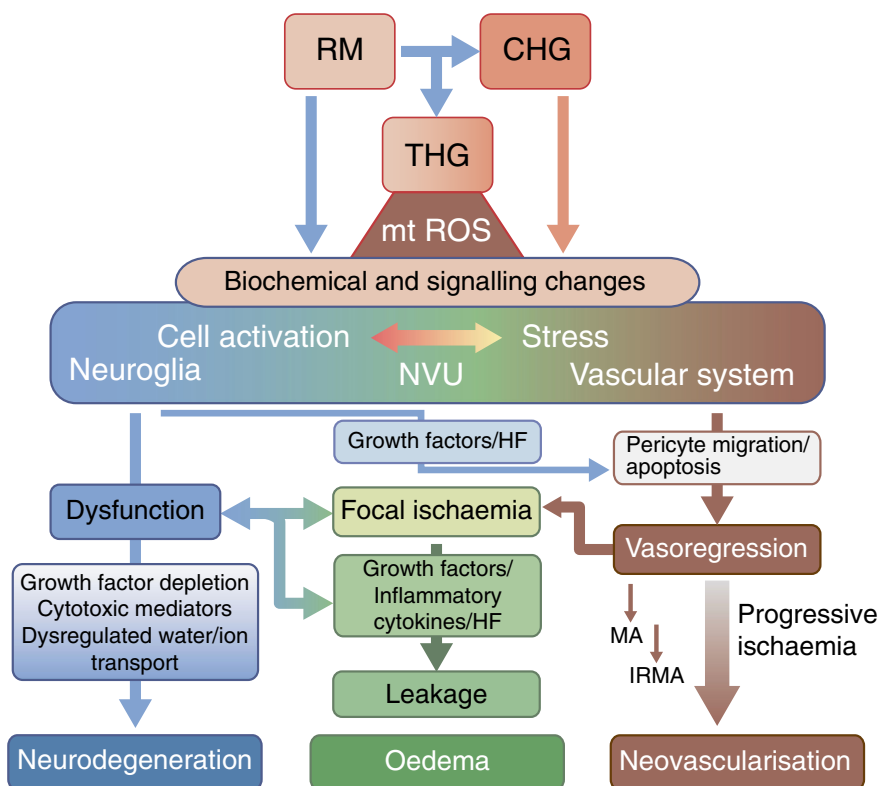 RM
CHG
THG
mt ROS
Biochemical and signalling changes
Cell activation
Stress
Neuroglia
NVU
Vascular system
Growth factors/HF
Pericyte migration/
apoptosis
Dysfunction
Focal ischaemia
Vasoregression
Growth factor depletion
Cytotoxic mediators
Dysregulated water/ion
transport
Growth factors/
Inflammatory
cytokines/HF
MA
IRMA
Progressive
ischaemia
Leakage
Neurodegeneration
Oedema
Neovascularisation